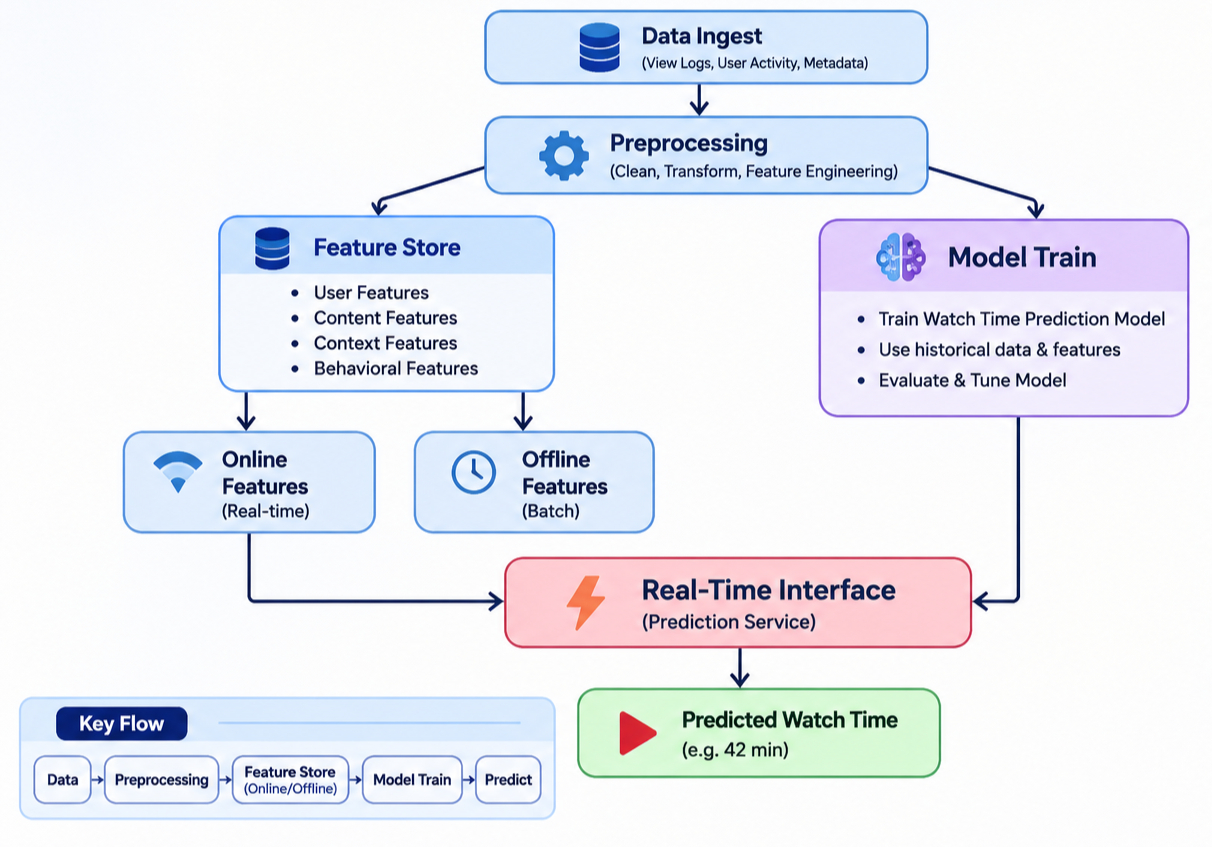 Data Ingest
(View Logs, User Activity, Metadata)
Preprocessing
(Clean, Transform, Feature Engineering)
Feature Store
• User Features
• Content Features
• Context Features
• Behavioral Features
Model Train
• Train Watch Time Prediction Model
• Use historical data & features
• Evaluate & Tune Model
Online
Features
(Real-time)
Offline
Features
(Batch)
Real-Time Interface
(Prediction Service)
Predicted Watch Time
(e.g. 42 min)
Key Flow
Data
Preprocessing
Feature Store
(Online/Offline)
Model Train
Predict